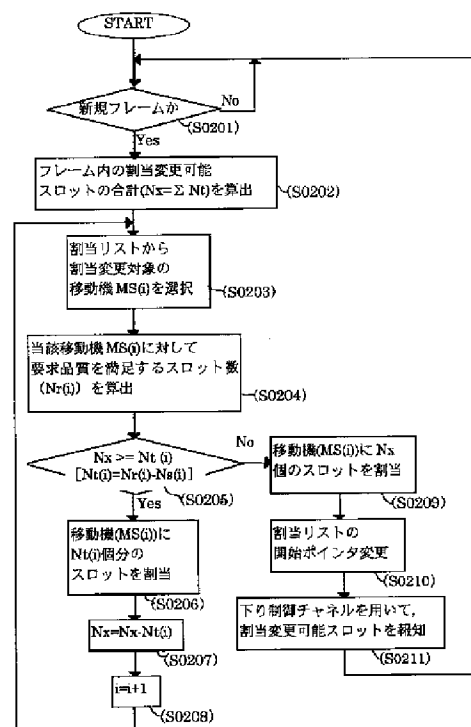 START
新規フレームか
No
(S0201)
Yes
フレーム内の割当変更可能
スロットの合計(Nx=Σ Nt)を算出
(S0202)
割当リストから
割当変更対象の
移動機 MS(i)を選択
(S0203)
当該移動機 MS(i)に対して
要求品質を満足するスロット数
(Nr(i)) を算出
(S0204)
Nx >= Nt (i)
[Nt(i)=Nr(i)-Ns(i)]
No
(S0205)
Yes
移動機(MS(i))に
Nt(i)個分の
スロットを割当
(S0206)
Nx=Nx-Nt(i)
(S0207)
i=i+1
(S0208)
移動機(MS(i))に Nx
個のスロットを割当
(S0209)
割当リストの
開始ポインタ変更
(S0210)
下り制御チャネルを用いて,
割当変更可能スロットを報知
(S0211)